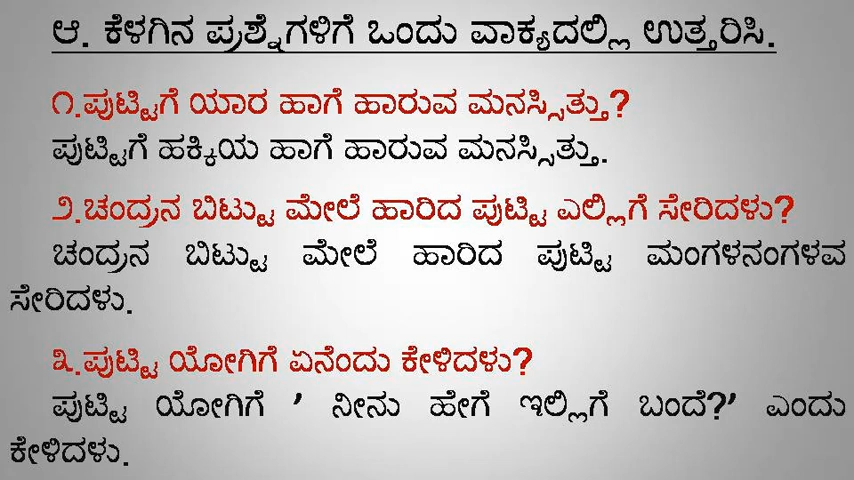 ಆ. ಕೆಳಗಿನ ಪ್ರಶ್ನೆಗಳಿಗೆ ಒಂದು ವಾಕ್ಯದಲ್ಲಿ ಉತ್ತರಿಸಿ.
೧.ಪುಟ್ಟಿಗೆ ಯಾರ ಹಾಗೆ ಹಾರುವ ಮನಸ್ಸಿತ್ತು?
ಪುಟ್ಟಿಗೆ ಹಕ್ಕಿಯ ಹಾಗೆ ಹಾರುವ ಮನಸ್ಸಿತ್ತು.
೨.ಚಂದ್ರನ ಬಿಟ್ಟು ಮೇಲೆ ಹಾರಿದ ಪುಟ್ಟಿ ಎಲ್ಲಿಗೆ ಸೇರಿದಳು?
ಚಂದ್ರನ ಬಿಟ್ಟು ಮೇಲೆ ಹಾರಿದ ಪುಟ್ಟಿ ಮಂಗಳನಂಗಳವ
ಸೇರಿದಳು.
೩.ಪುಟ್ಟಿ ಯೋಗಿಗೆ ಏನೆಂದು ಕೇಳಿದಳು?
ಪುಟ್ಟಿ ಯೋಗಿಗೆ ’ ನೀನು ಹೇಗೆ ಇಲ್ಲಿಗೆ ಬಂದೆ?’ ಎಂದು
ಕೇಳಿದಳು.